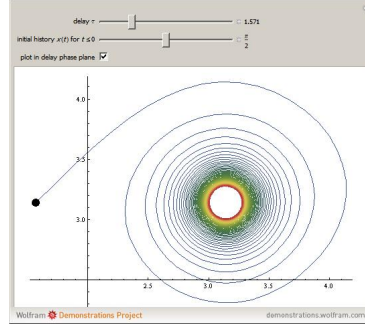 delay τ 1.571
initial history x(t) for t ≤ 0 π/2
plot in delay phase plane
4.0
3.5
3.0
2.5 3.0 3.5 4.0
Wolfram Demonstrations Project demonstrations.wolfram.com